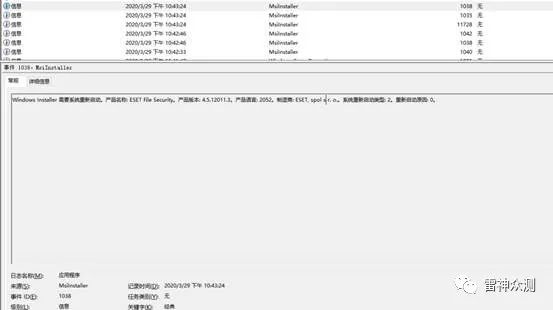 信息 2020/3/29 下午 10:43:24 MsiInstaller 1038 无
信息 2020/3/29 下午 10:43:24 MsiInstaller 1035 无
信息 2020/3/29 下午 10:43:24 MsiInstaller 11728 无
信息 2020/3/29 下午 10:42:46 MsiInstaller 1042 无
信息 2020/3/29 下午 10:42:46 MsiInstaller 1038 无
信息 2020/3/29 下午 10:42:33 MsiInstaller 1040 无
事件 1038，MsiInstaller
常规 详细信息
Windows Installer 需要系统重新启动。产品名称: ESET File Security。产品版本: 4.5.12011.3。产品语言: 2052。制造商: ESET, spol s r. o.。系统重新启动类型: 2。重新启动原因: 0。
日志名称(M): 应用程序
来源(S): MsiInstaller 记录时间(D): 2020/3/29 下午 10:43:24
事件 ID(E): 1038 任务类别(Y): 无
级别(L): 信息 关键字(K): 经典
雷神众测